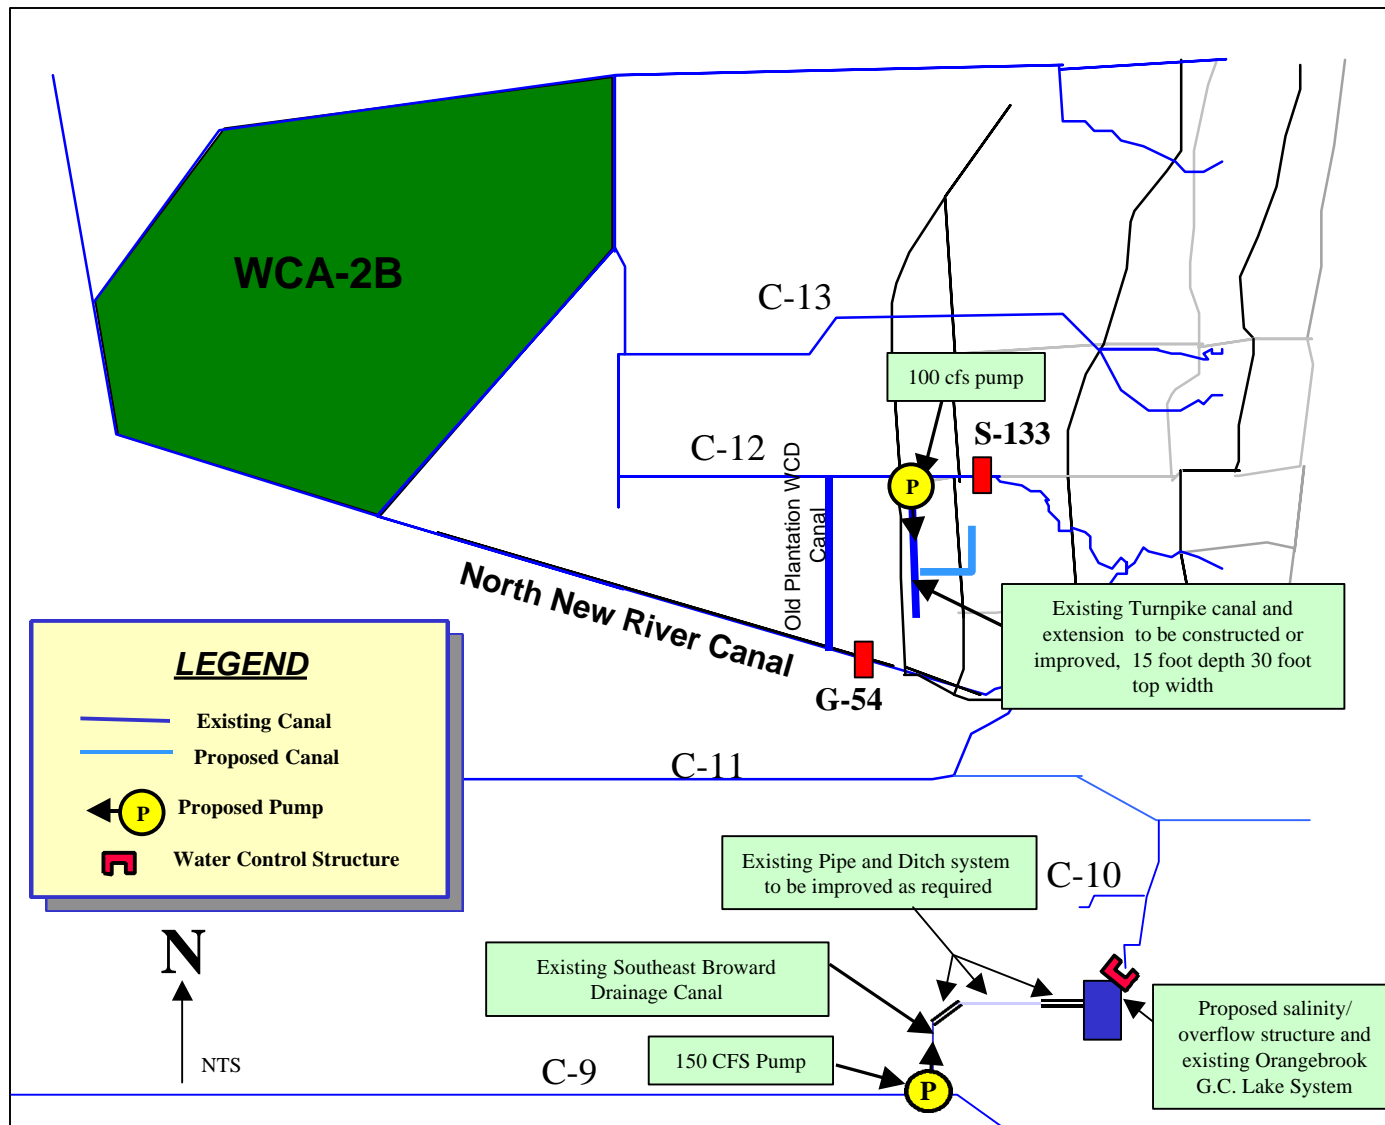 WCA-2B
C-13
100 cfs pump
S-133
C-12
P
Old Plantation WCD
Canal
North New River Canal
G-54
Existing Turnpike canal and
extension to be constructed or
improved, 15 foot depth 30 foot
top width
LEGEND
Existing Canal
Proposed Canal
P
Proposed Pump
Water Control Structure
C-11
Existing Pipe and Ditch system
to be improved as required
C-10
N
NTS
Existing Southeast Broward
Drainage Canal
Proposed salinity/
overflow structure and
existing Orangebrook
G.C. Lake System
150 CFS Pump
C-9
P